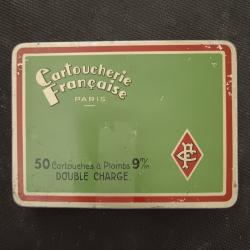 Cartoucherie
Française
PARIS
50 Cartouches à Plombs 9m/m
DOUBLE CHARGE